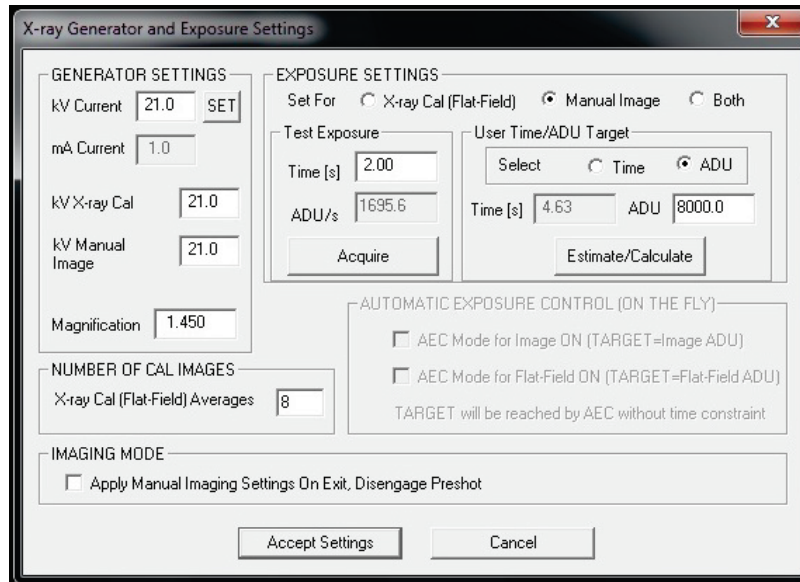 X-ray Generator and Exposure Settings
GENERATOR SETTINGS
kV Current 21.0 SET
mA Current 1.0
kV X-ray Cal 21.0
kV Manual Image 21.0
Magnification 1.450
EXPOSURE SETTINGS
Set For X-ray Cal (Flat-Field) Manual Image Both
Test Exposure
Time [s] 2.00
ADU/s 1695.6
Acquire
User Time/ADU Target
Select Time ADU
Time [s] 4.63 ADU 8000.0
Estimate/Calculate
AUTOMATIC EXPOSURE CONTROL (ON THE FLY)
AEC Mode for Image ON (TARGET=Image ADU)
AEC Mode for Flat-Field ON (TARGET=Flat-Field ADU)
TARGET will be reached by AEC without time constraint
NUMBER OF CAL IMAGES
X-ray Cal (Flat-Field) Averages 8
IMAGING MODE
Apply Manual Imaging Settings On Exit, Disengage Preshot
Accept Settings Cancel